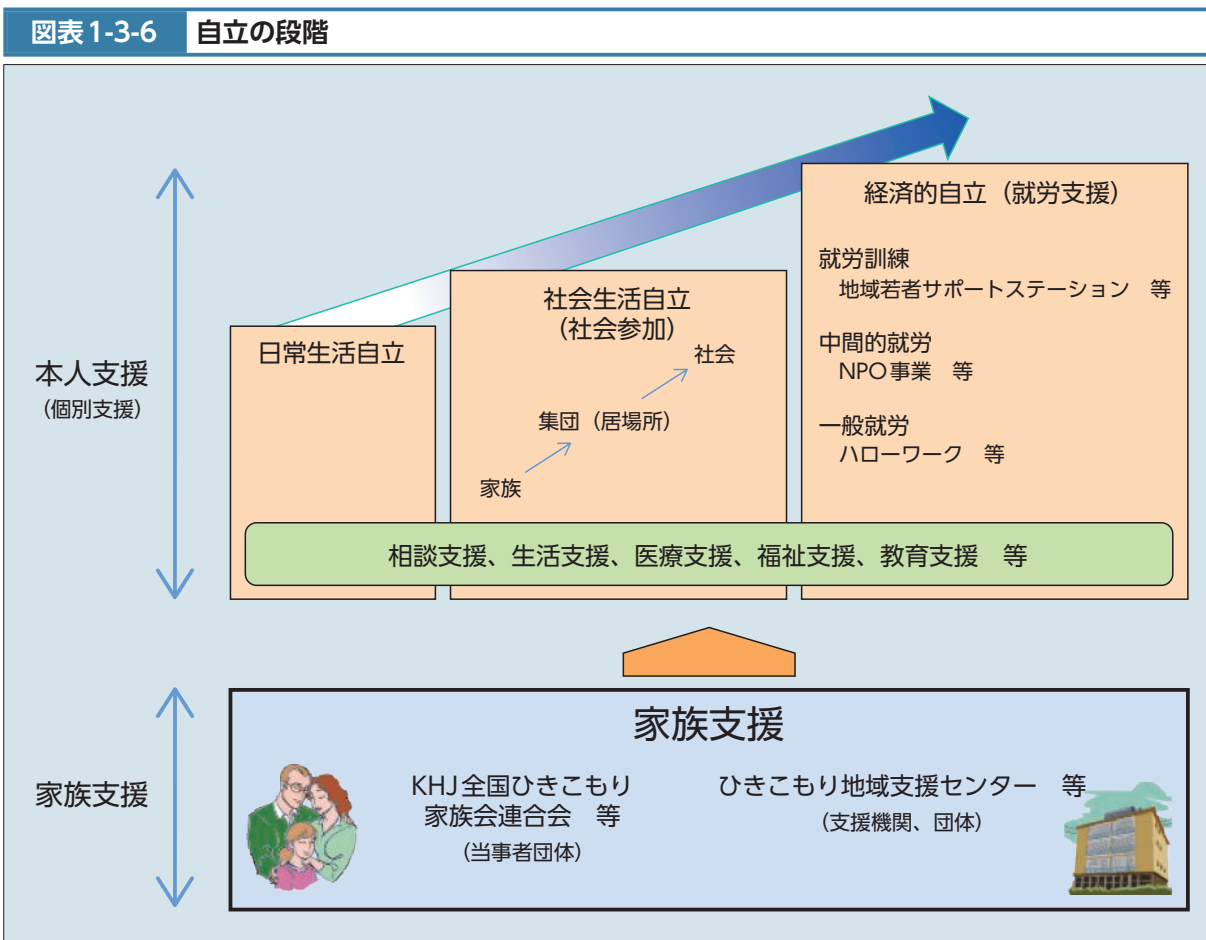 図表1-3-6 自立の段階
本人支援
（個別支援）
日常生活自立
社会生活自立
（社会参加）
社会
集団（居場所）
家族
経済的自立（就労支援）
就労訓練
地域若者サポートステーション　等
中間的就労
NPO事業　等
一般就労
ハローワーク　等
相談支援、生活支援、医療支援、福祉支援、教育支援　等
家族支援
家族支援
KHJ全国ひきこもり
家族会連合会　等
（当事者団体）
ひきこもり地域支援センター　等
（支援機関、団体）